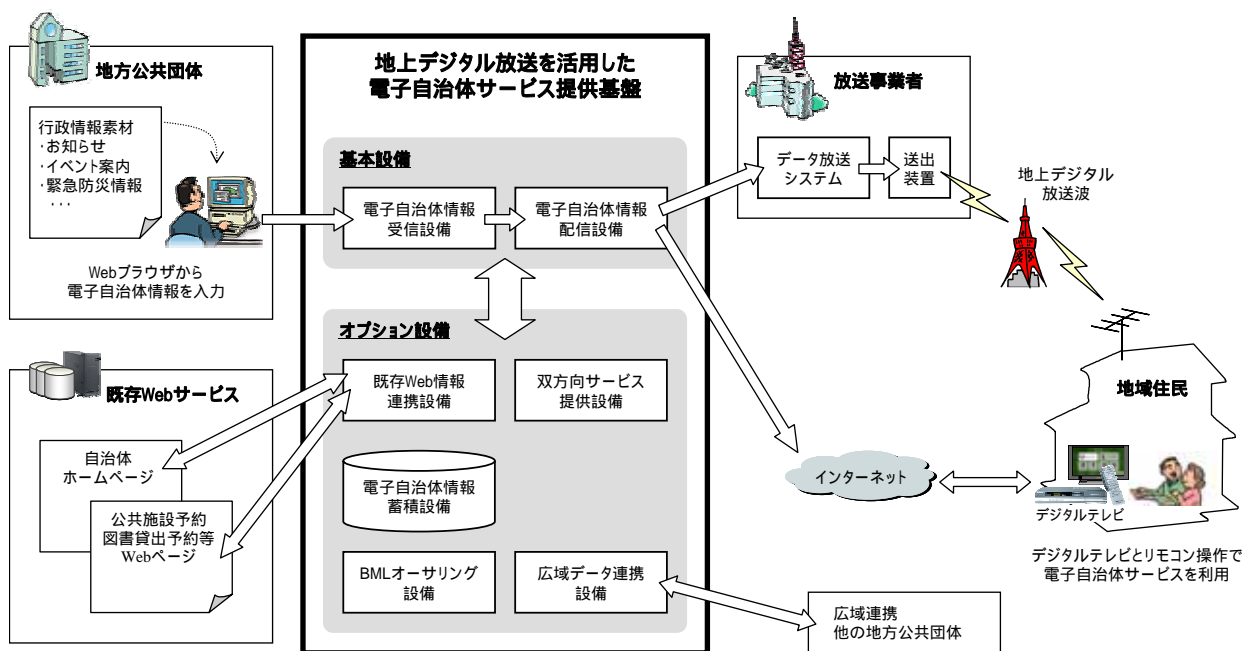 地方公共団体
行政情報素材
・お知らせ
・イベント案内
・緊急防災情報
・・・
Webブラウザから
電子自治体情報を入力
既存Webサービス
自治体
ホームページ
公共施設予約
図書貸出予約等
Webページ
地上デジタル放送を活用した
電子自治体サービス提供基盤
基本設備
電子自治体情報
受信設備
電子自治体情報
配信設備
オプション設備
既存Web情報
連携設備
双方向サービス
提供設備
電子自治体情報
蓄積設備
BMLオーサリング
設備
広域データ連携
設備
放送事業者
データ放送
システム
送出
装置
地上デジタル
放送波
インターネット
地域住民
デジタルテレビ
デジタルテレビとリモコン操作で
電子自治体サービスを利用
広域連携
他の地方公共団体